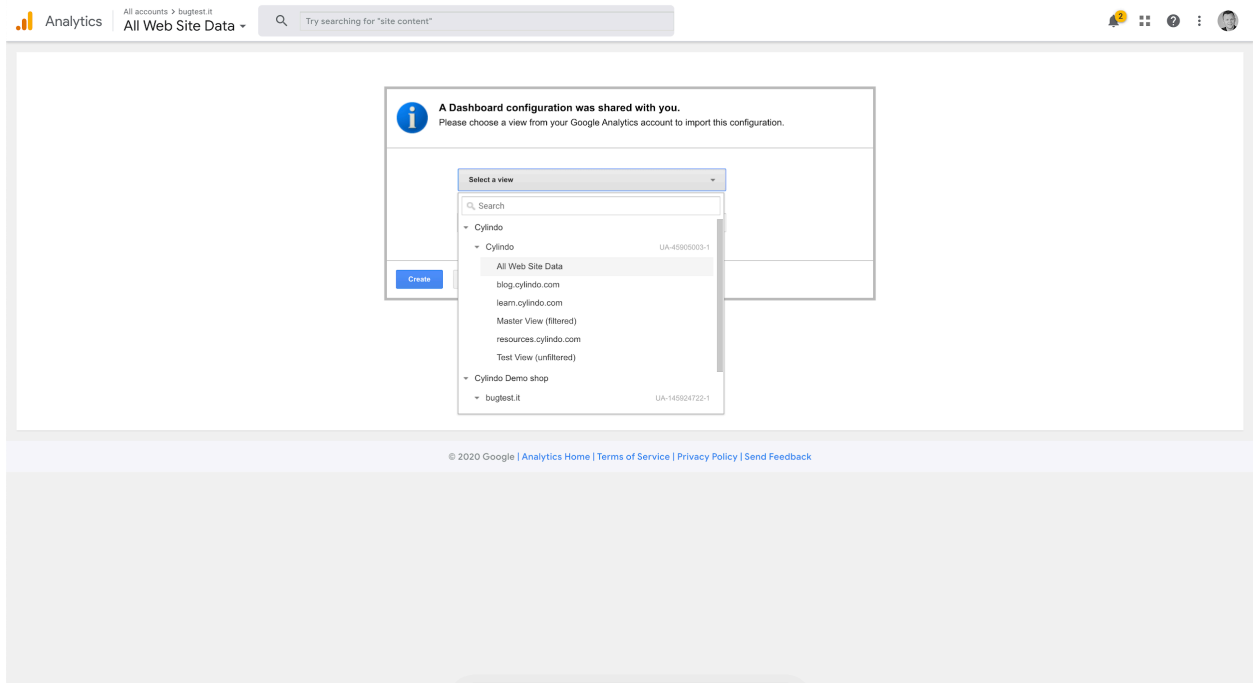 Analytics
All accounts > bugtest.it
All Web Site Data
Try searching for "site content"
2
A Dashboard configuration was shared with you.
Please choose a view from your Google Analytics account to import this configuration.
Select a view
Search
Cylindo
Cylindo UA-45905003-1
All Web Site Data
blog.cylindo.com
learn.cylindo.com
Master View (filtered)
resources.cylindo.com
Test View (unfiltered)
Cylindo Demo shop
bugtest.it UA-145924722-1
Create
© 2020 Google | Analytics Home | Terms of Service | Privacy Policy | Send Feedback